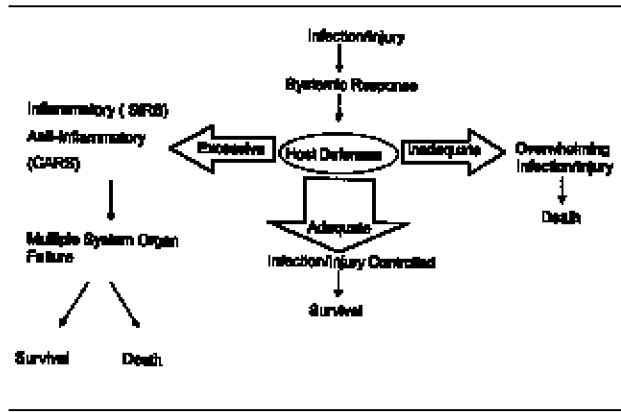 Infection/Injury
Systemic Response
Inflammatory ( SIRS)
Anti-Inflammatory
(CARS)
Excessive
Host Defenses
Inadequate
Overwhelming
Infection/Injury
Death
Adequate
Multiple System Organ
Failure
Infection/Injury Controlled
Survival
Survival
Death